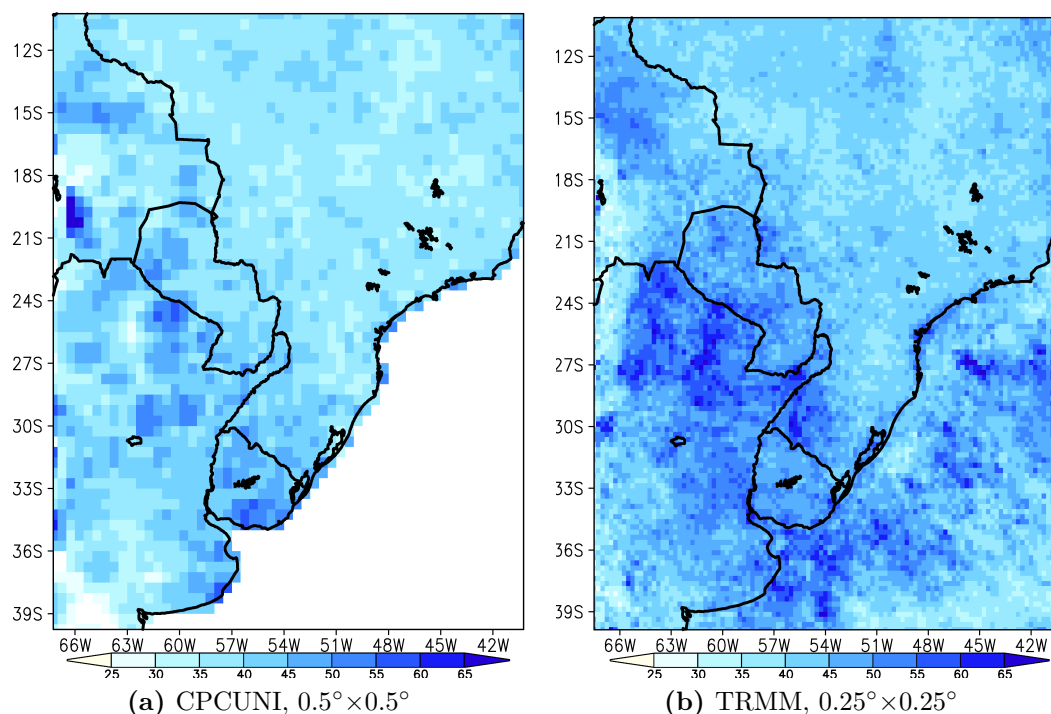 12S
15S
18S
21S
24S
27S
30S
33S
36S
39S
66W 63W 60W 57W 54W 51W 48W 45W 42W
25 30 35 40 45 50 55 60 65
(a) CPCUNI, 0.5°×0.5°
12S
15S
18S
21S
24S
27S
30S
33S
36S
39S
66W 63W 60W 57W 54W 51W 48W 45W 42W
25 30 35 40 45 50 55 60 65
(b) TRMM, 0.25°×0.25°